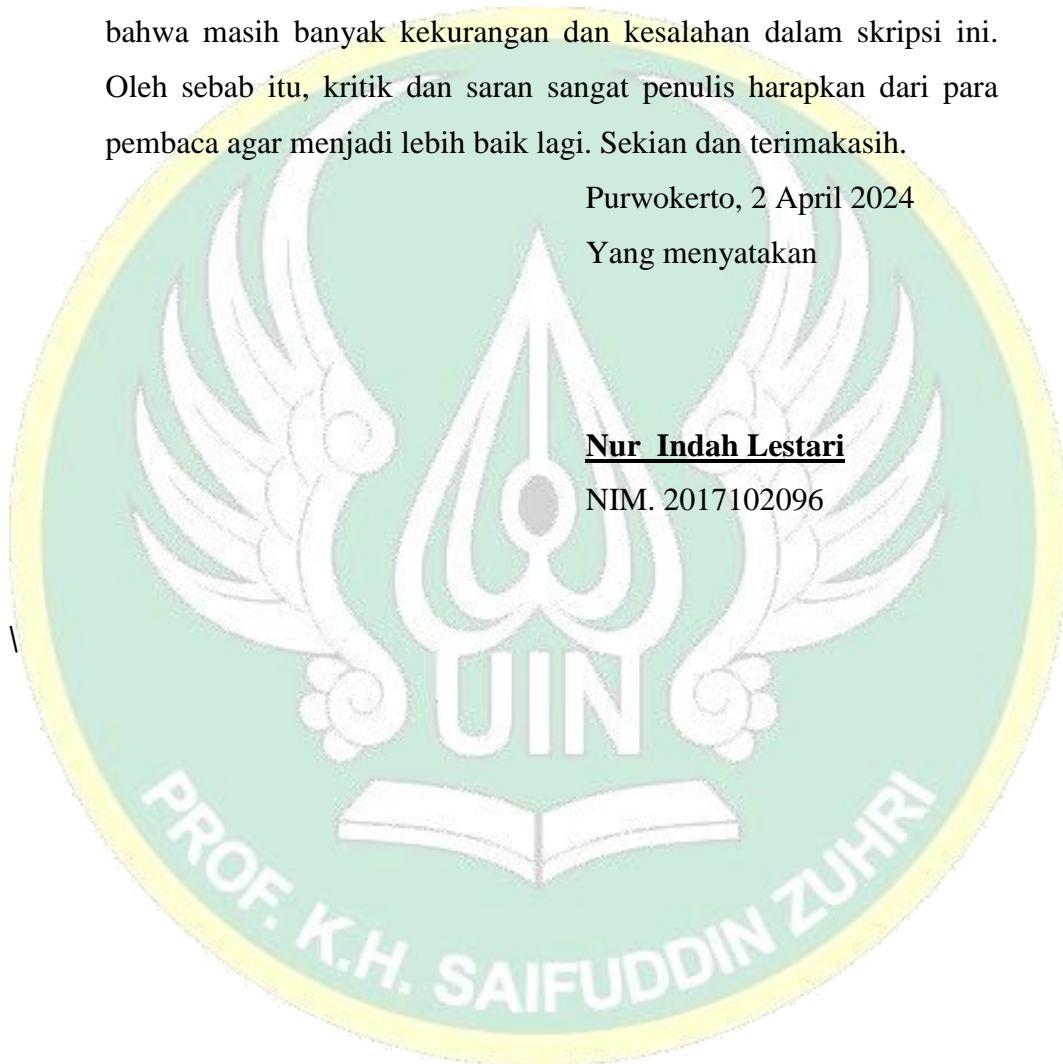 bahwa masih banyak kekurangan dan kesalahan dalam skripsi ini.
Oleh sebab itu, kritik dan saran sangat penulis harapkan dari para
pembaca agar menjadi lebih baik lagi. Sekian dan terimakasih.
Purwokerto, 2 April 2024
Yang menyatakan
Nur Indah Lestari
NIM. 2017102096
\
UIN
PROF. K.H. SAIFUDDIN ZUHRI